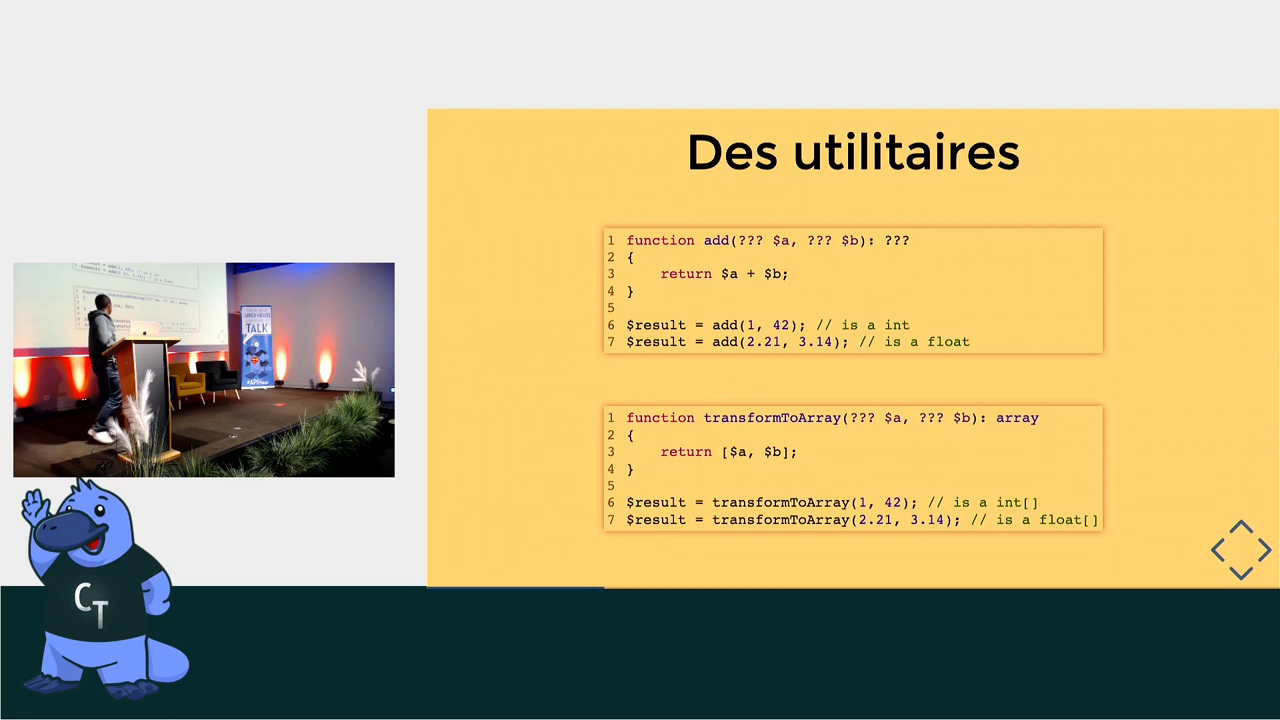 Des utilitaires
1 function add(??? $a, ??? $b): ???
2 {
3     return $a + $b;
4 }
5
6 $result = add(1, 42); // is a int
7 $result = add(2.21, 3.14); // is a float
1 function transformToArray(??? $a, ??? $b): array
2 {
3     return [$a, $b];
4 }
5
6 $result = transformToArray(1, 42); // is a int[]
7 $result = transformToArray(2.21, 3.14); // is a float[]
TALK
CT